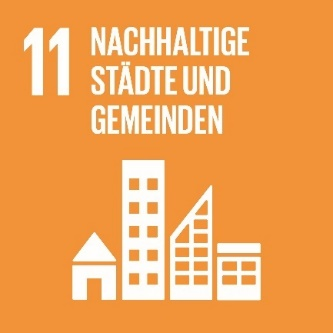 11 NACHHALTIGE
STÄDTE UND
GEMEINDEN